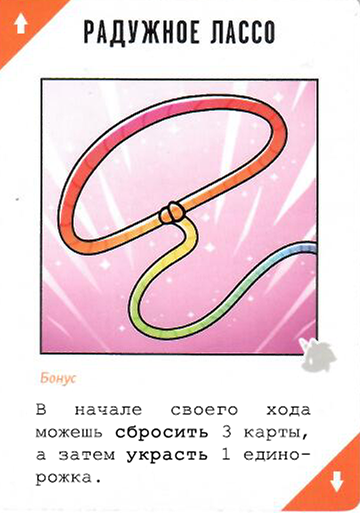 РАДУЖНОЕ ЛАССО
Бонус
В начале своего хода
можешь сбросить 3 карты,
а затем украсть 1 едино-
рожка.